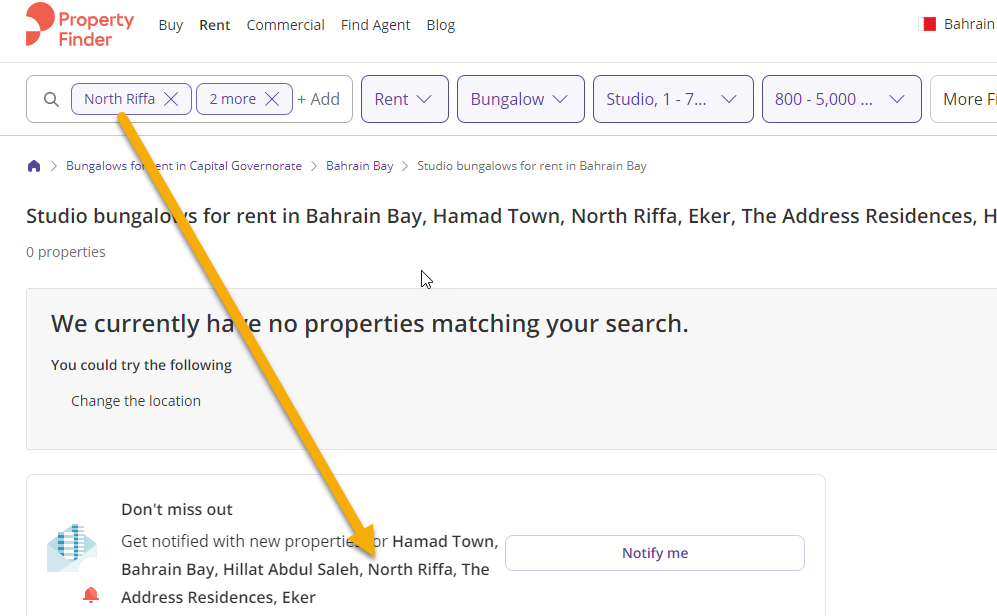 Property
Finder
Buy Rent Commercial Find Agent Blog Bahrain
North Riffa 2 more + Add Rent Bungalow Studio, 1 - 7... 800 - 5,000 ... More Fi
Bungalows for rent in Capital Governorate Bahrain Bay Studio bungalows for rent in Bahrain Bay
Studio bungalows for rent in Bahrain Bay, Hamad Town, North Riffa, Eker, The Address Residences, H
0 properties
We currently have no properties matching your search.
You could try the following
Change the location
Don't miss out
Get notified with new properties for Hamad Town,
Bahrain Bay, Hillat Abdul Saleh, North Riffa, The
Address Residences, Eker
Notify me